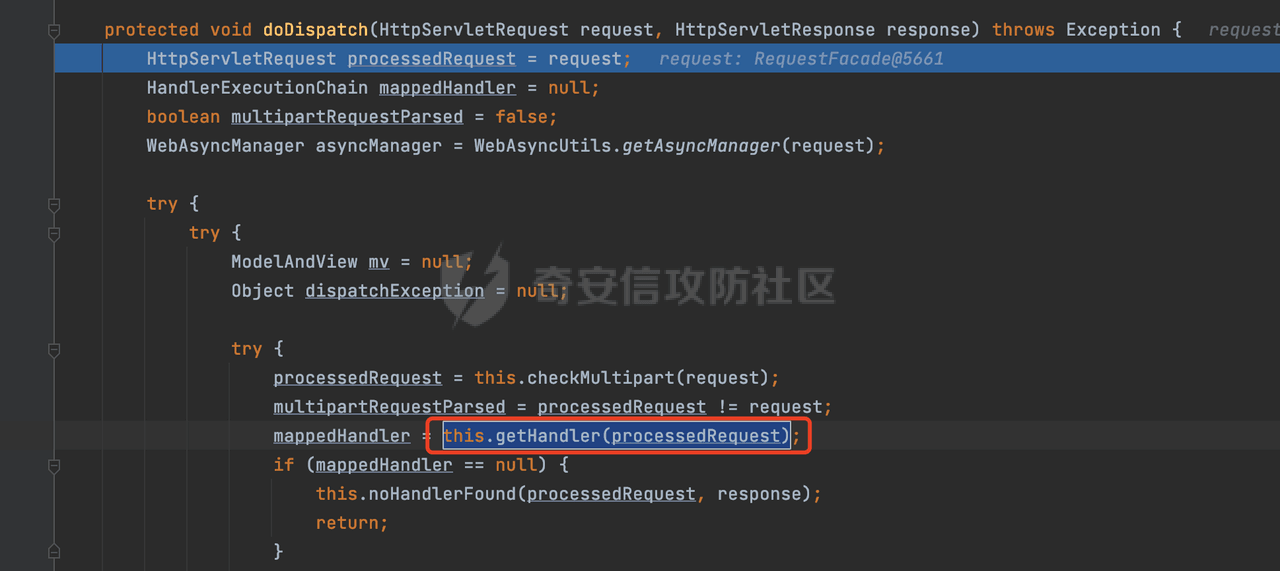 protected void doDispatch(HttpServletRequest request, HttpServletResponse response) throws Exception {   request
HttpServletRequest processedRequest = request;   request: RequestFacade@5661
HandlerExecutionChain mappedHandler = null;
boolean multipartRequestParsed = false;
WebAsyncManager asyncManager = WebAsyncUtils.getAsyncManager(request);
try {
try {
ModelAndView mv = null;
Object dispatchException = null;
奇安信攻防社区
try {
processedRequest = this.checkMultipart(request);
multipartRequestParsed = processedRequest != request;
mappedHandler = this.getHandler(processedRequest);
if (mappedHandler == null) {
this.noHandlerFound(processedRequest, response);
return;
}